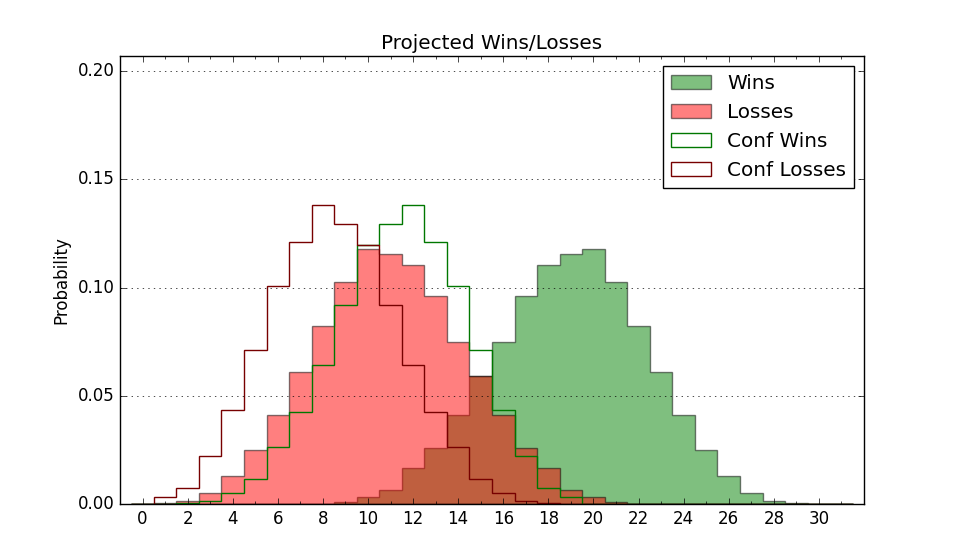 Projected Wins/Losses
0.20
0.15
0.10
0.05
0.00
Probability
Wins
Losses
Conf Wins
Conf Losses
0 2 4 6 8 10 12 14 16 18 20 22 24 26 28 30